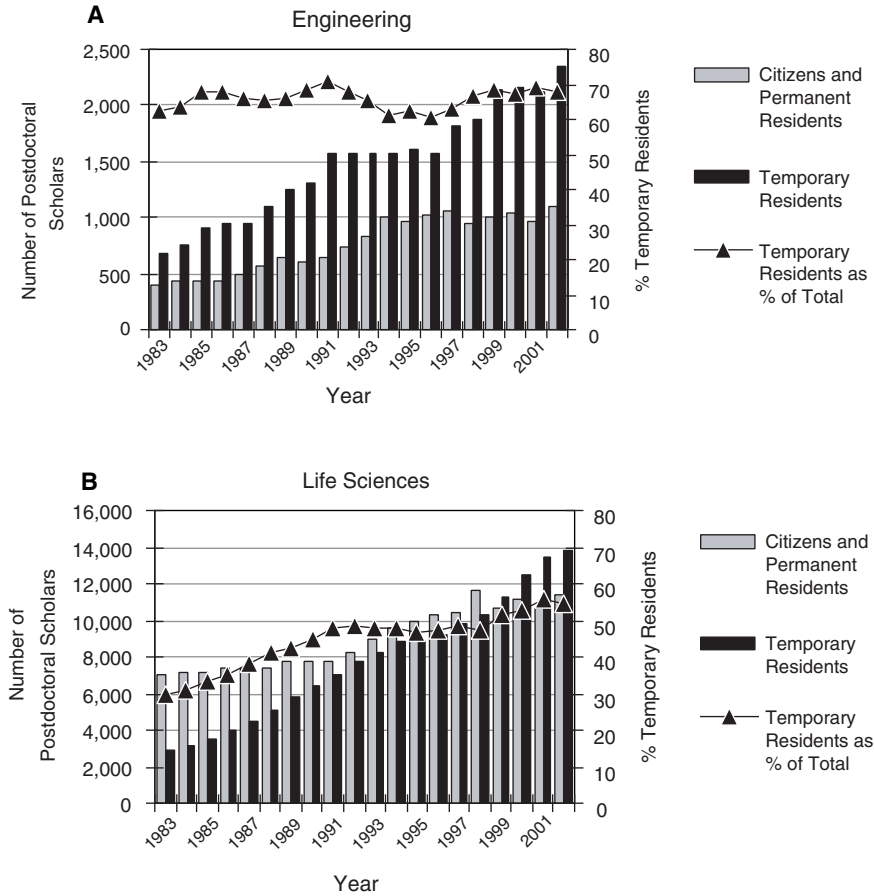 A
Engineering
2,500
2,000
1,500
1,000
500
0
Number of Postdoctoral
Scholars
80
70
60
50
40
30
20
10
0
% Temporary Residents
1983
1985
1987
1989
1991
1993
1995
1997
1999
2001
Year
Citizens and
Permanent
Residents
Temporary
Residents
Temporary
Residents as
% of Total
B
Life Sciences
16,000
14,000
12,000
10,000
8,000
6,000
4,000
2,000
0
Number of
Postdoctoral Scholars
80
70
60
50
40
30
20
10
0
% Temporary Residents
1983
1985
1987
1989
1991
1993
1995
1997
1999
2001
Year
Citizens and
Permanent
Residents
Temporary
Residents
Temporary
Residents as
% of Total